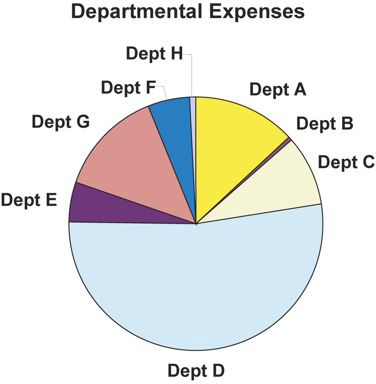 Departmental Expenses
Dept H
Dept F
Dept A
Dept G
Dept B
Dept C
Dept E
Dept D